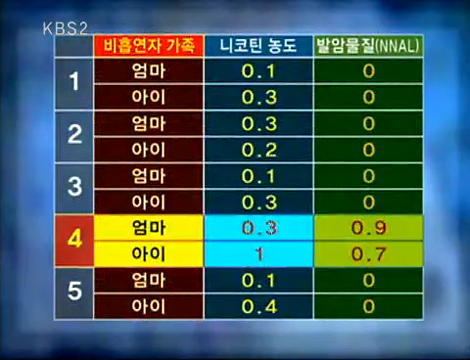 KBS2
비흡연자 가족 니코틴 농도 발암물질(NNAL)
1 엄마 0.1 0
아이 0.3 0
2 엄마 0.3 0
아이 0.2 0
3 엄마 0.1 0
아이 0.3 0
4 엄마 0.3 0.9
아이 1 0.7
5 엄마 0.1 0
아이 0.4 0